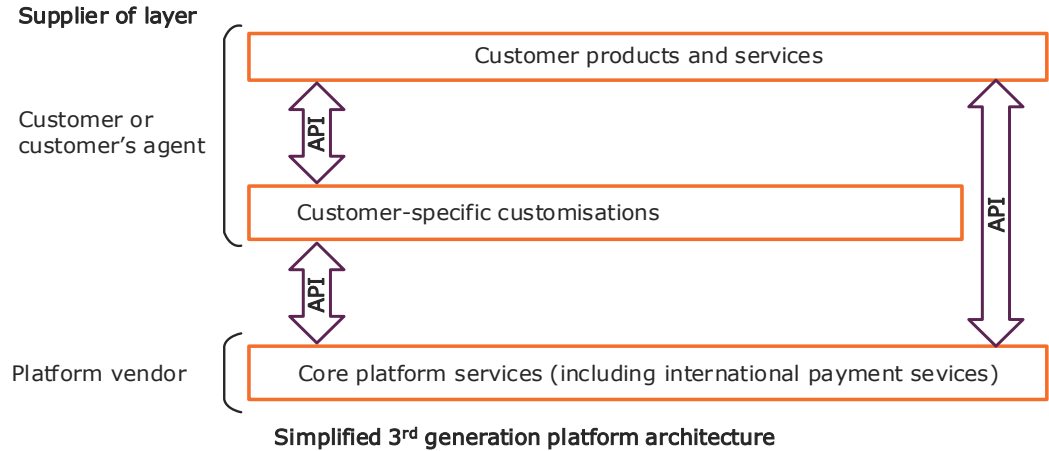 Supplier of layer
Customer products and services
Customer or
customer's agent
API
API
Customer-specific customisations
API
Platform vendor
Core platform services (including international payment sevices)
Simplified 3rd generation platform architecture